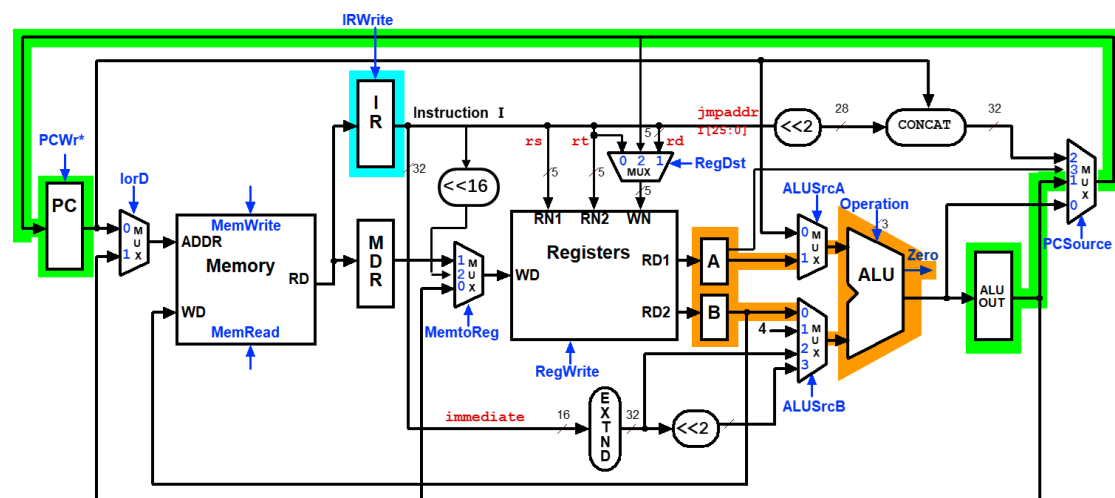 IRWrite
PCWr*
PC
IorD
0
M
U
X
1
MemWrite
ADDR
Memory
RD
WD
MemRead
I
R
32
Instruction I
<<16
M
D
R
1
M
2
U
0
X
MemtoReg
rs
rt
5
rd
jmpaddr
I[25:0]
0 2 1
MUX
RegDst
5
5
5
RN1
RN2
WN
Registers
RD1
WD
RD2
RegWrite
A
B
4
<<2
28
CONCAT
32
ALUSrcA
0
M
U
1
X
Operation
3
Zero
ALU
0
M
1
U
2
X
3
ALUSrcB
ALU
OUT
2
M
3
U
1
X
0
PCSource
immediate
16
E
X
T
N
D
32
<<2